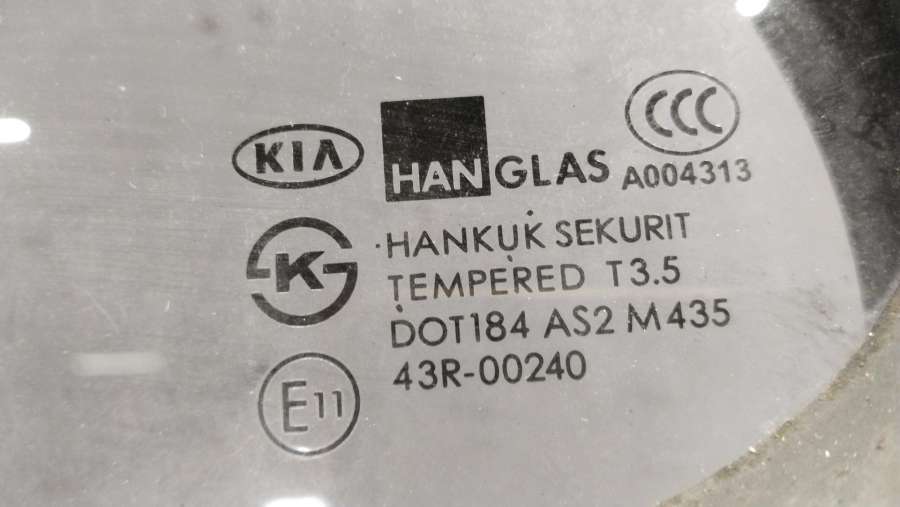 KIA HANGLAS CCC
A004313
K
HANKUK SEKURIT
TEMPERED T3.5
DOT184 AS2 M435
43R-00240
E11